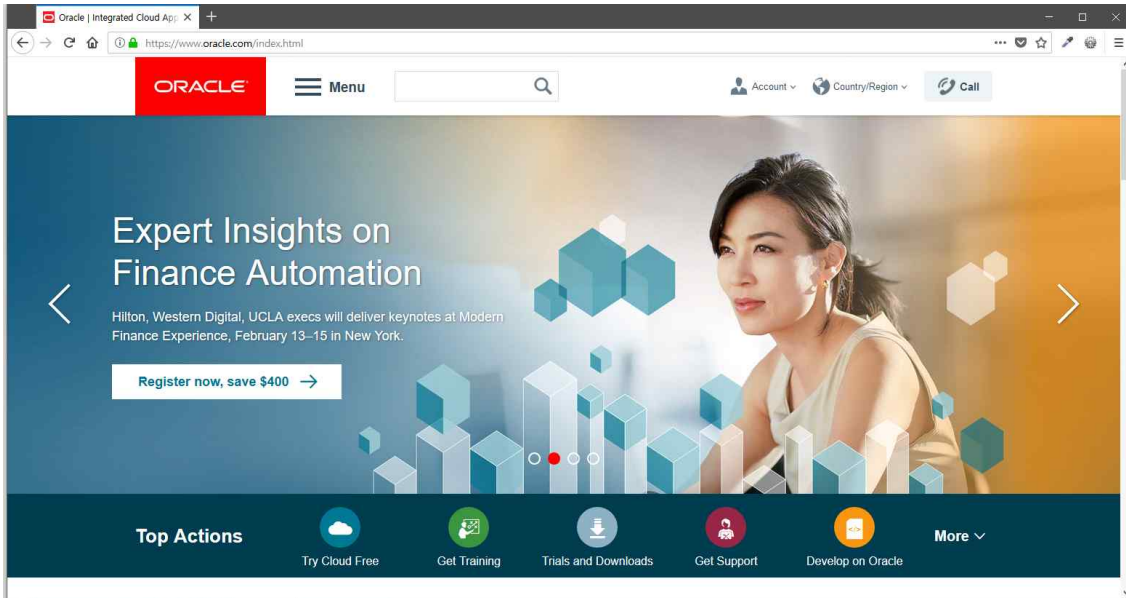 Oracle | Integrated Cloud App
https://www.oracle.com/index.html
ORACLE
Menu
Account
Country/Region
Call
Expert Insights on
Finance Automation
Hilton, Western Digital, UCLA execs will deliver keynotes at Modern
Finance Experience, February 13–15 in New York.
Register now, save $400
Top Actions
Try Cloud Free
Get Training
Trials and Downloads
Get Support
Develop on Oracle
More